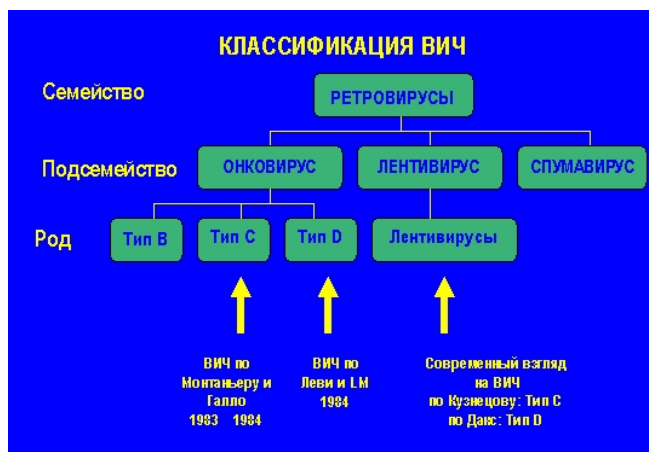 КЛАССИФИКАЦИЯ ВИЧ
Семейство
РЕТРОВИРУСЫ
Подсемейство
ОНКОВИРУС
ЛЕНТИВИРУС
СПУМАВИРУС
Род
Тип В
Тип С
Тип D
Лентивирусы
ВИЧ по
Монтаньеру и
Галло
1983 1984
ВИЧ по
Леви и LM
1984
Современный взгляд
на ВИЧ
по Кузнецову: Тип С
по Дакс: Тип D